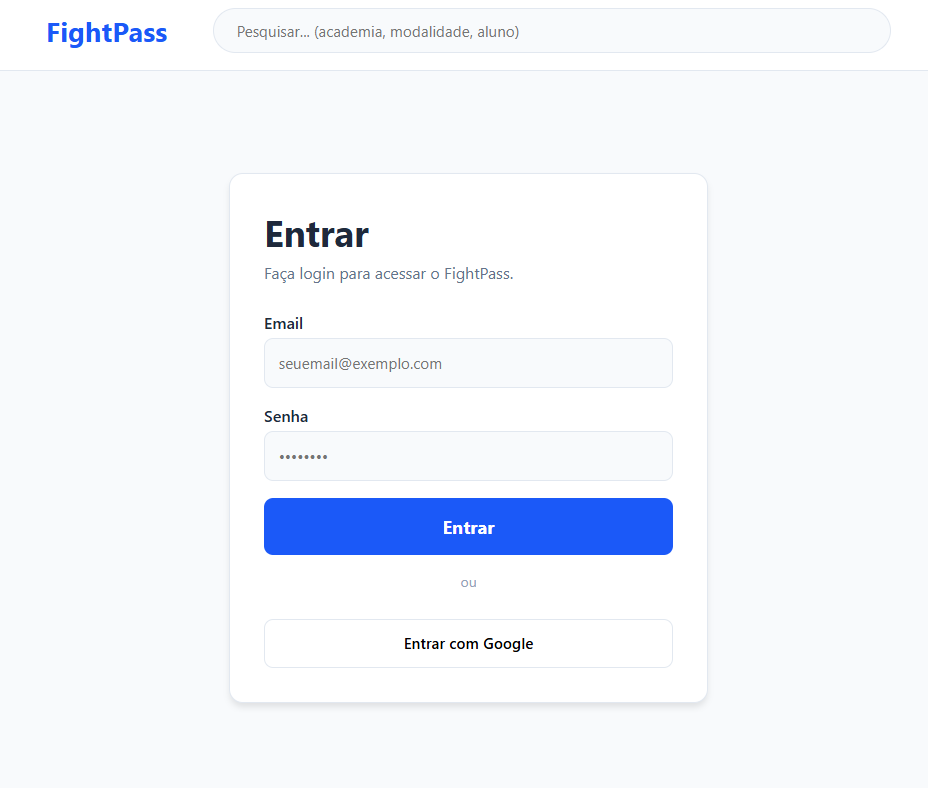 FightPass
Pesquisar... (academia, modalidade, aluno)
Entrar
Faça login para acessar o FightPass.
Email
seuemail@exemplo.com
Senha
••••••••
Entrar
ou
Entrar com Google